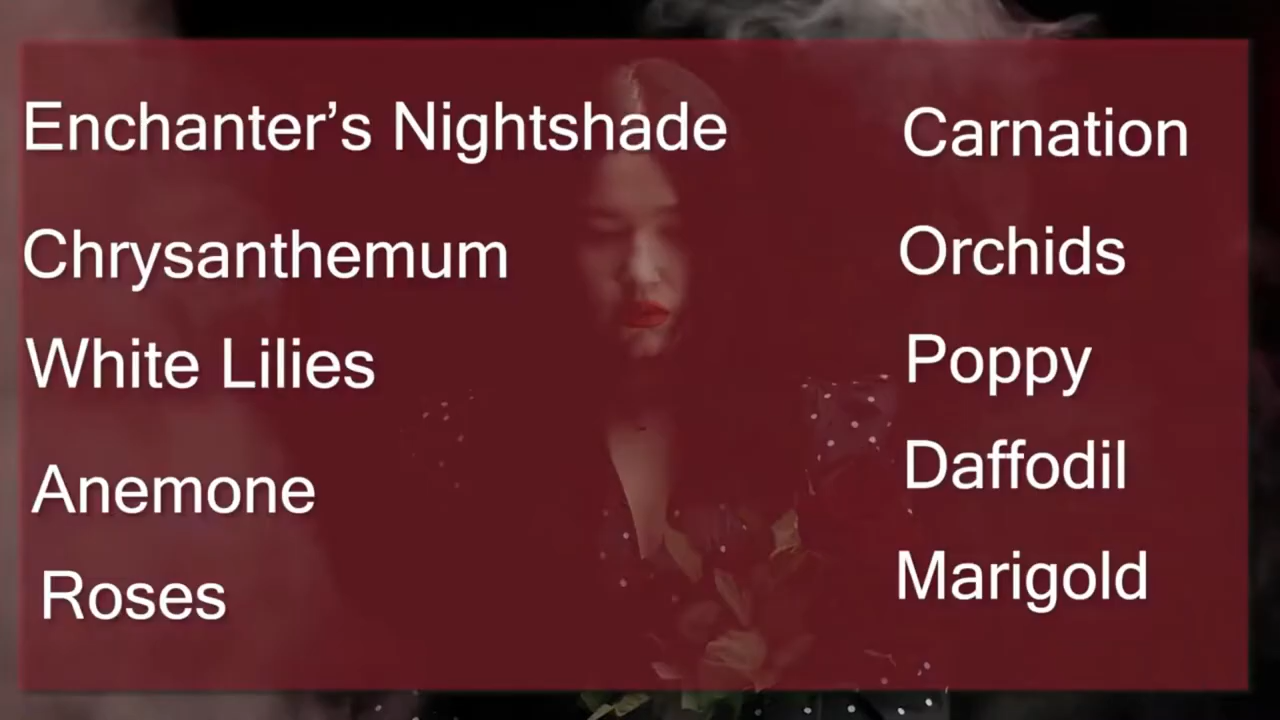 Enchanter's Nightshade
Chrysanthemum
White Lilies
Anemone
Roses
Carnation
Orchids
Poppy
Daffodil
Marigold